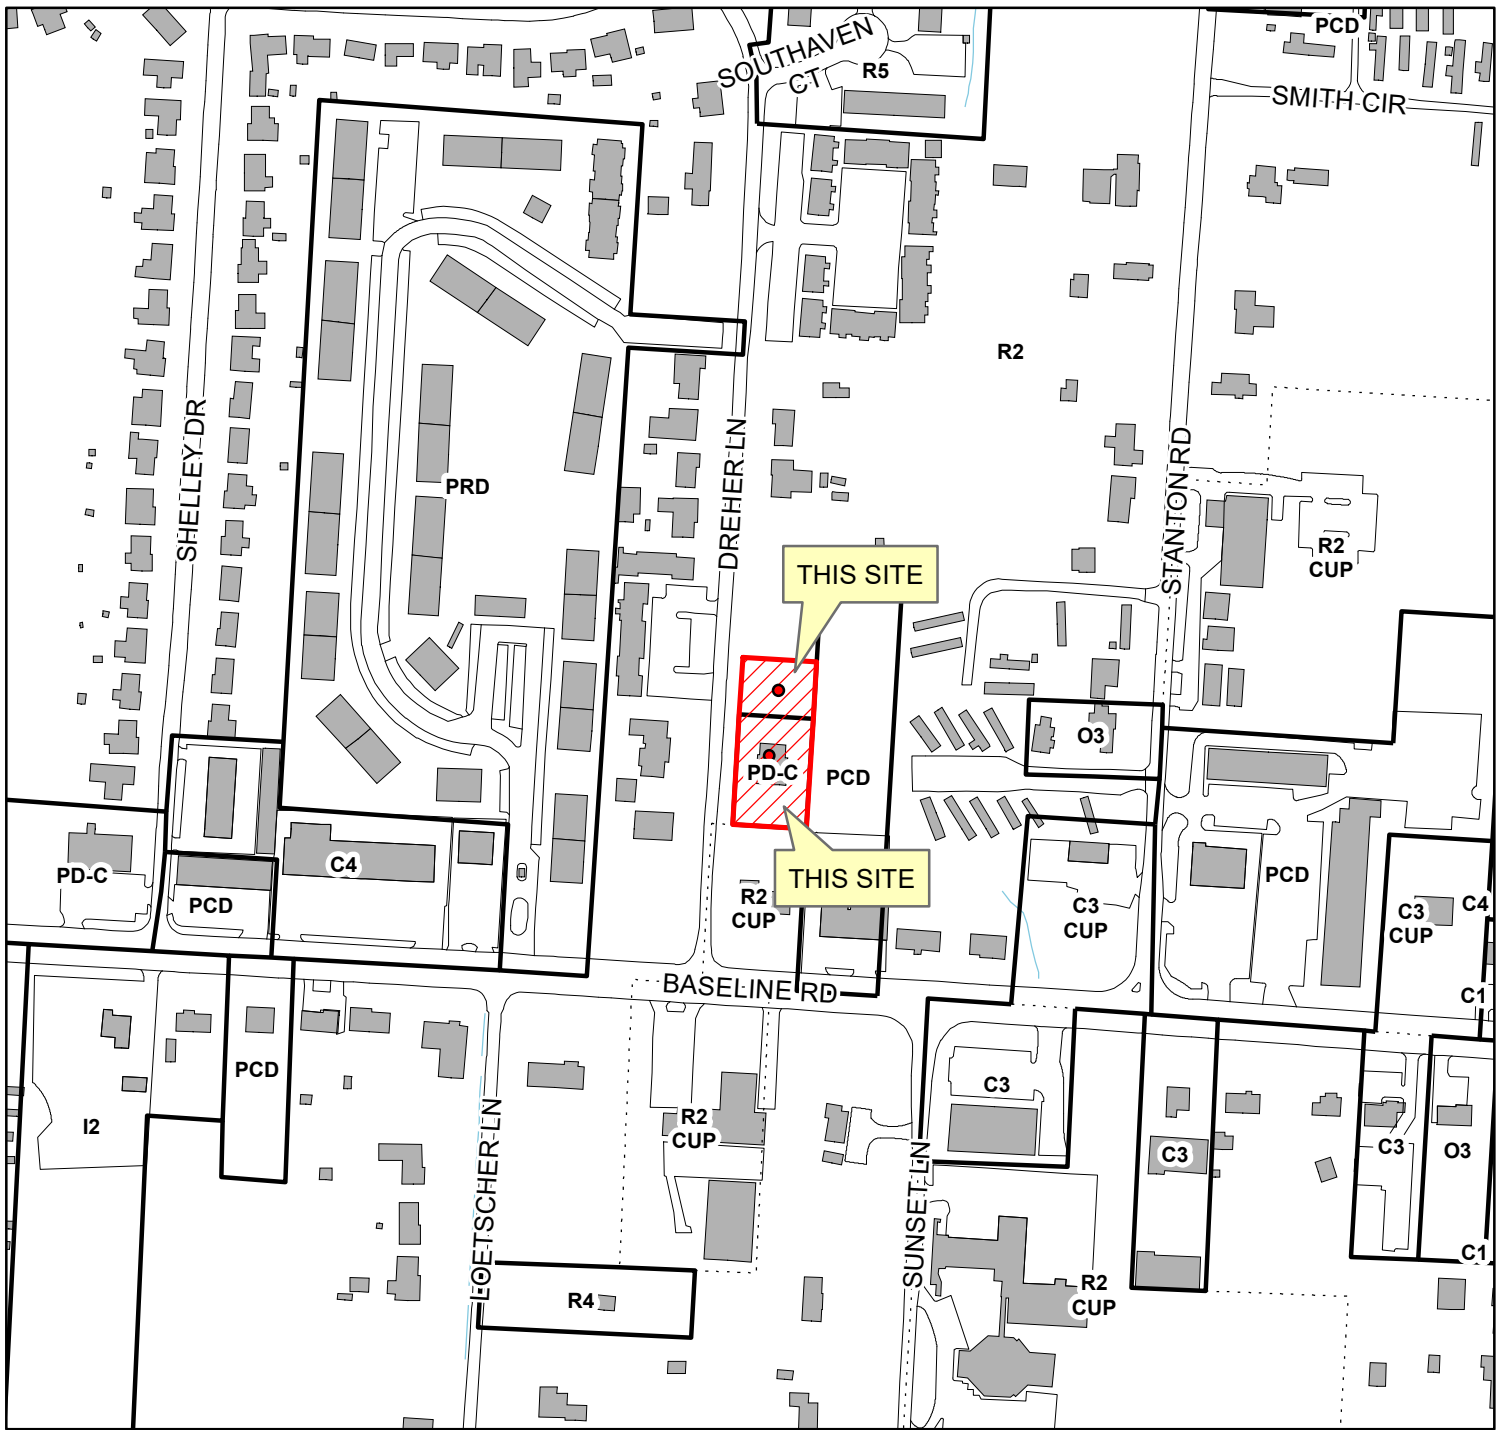 PCD
SOUTHAVEN
CT
R5
SMITH CIR
R2
SHELLEY DR
DREHER LN
STANTON RD
PRD
R2
CUP
THIS SITE
O3
PD-C
PCD
C4
PD-C
PCD
THIS SITE
R2
CUP
C3
CUP
PCD
C3
CUP
C4
BASELINE RD
C1
PCD
I2
R2
CUP
C3
C3
C3
O3
LOETSCHER LN
SUNSET LN
C1
R4
R2
CUP